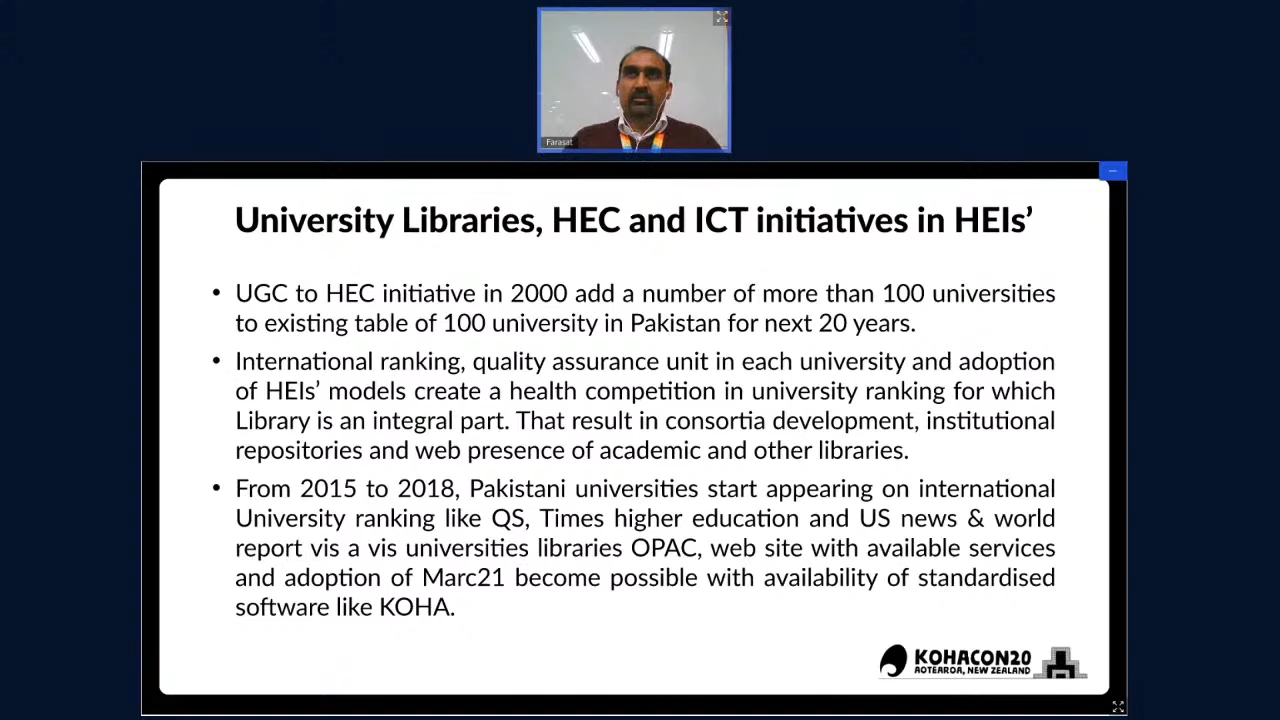 Farasat
University Libraries, HEC and ICT initiatives in HEIs’
• UGC to HEC initiative in 2000 add a number of more than 100 universities
to existing table of 100 university in Pakistan for next 20 years.
• International ranking, quality assurance unit in each university and adoption
of HEIs’ models create a health competition in university ranking for which
Library is an integral part. That result in consortia development, institutional
repositories and web presence of academic and other libraries.
• From 2015 to 2018, Pakistani universities start appearing on international
University ranking like QS, Times higher education and US news & world
report vis a vis universities libraries OPAC, web site with available services
and adoption of Marc21 become possible with availability of standardised
software like KOHA.
KOHACON20
AOTEAROA, NEW ZEALAND